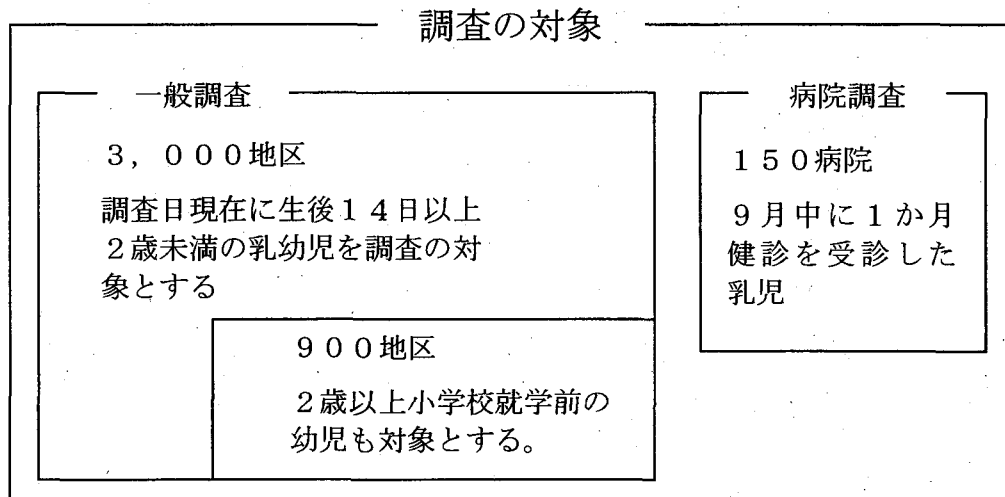 調査の対象
一般調査
３，０００地区
調査日現在に生後１４日以上
２歳未満の乳幼児を調査の対
象とする
９００地区
２歳以上小学校就学前の
幼児も対象とする。
病院調査
１５０病院
９月中に１か月
健診を受診した
乳児